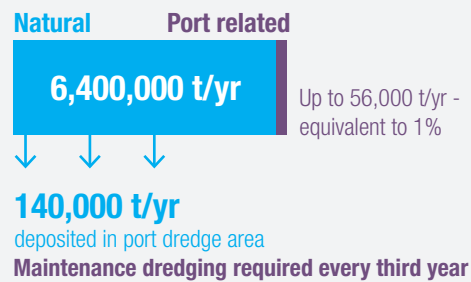 Natural Port related
6,400,000 t/yr
Up to 56,000 t/yr -
equivalent to 1%
140,000 t/yr
deposited in port dredge area
Maintenance dredging required every third year